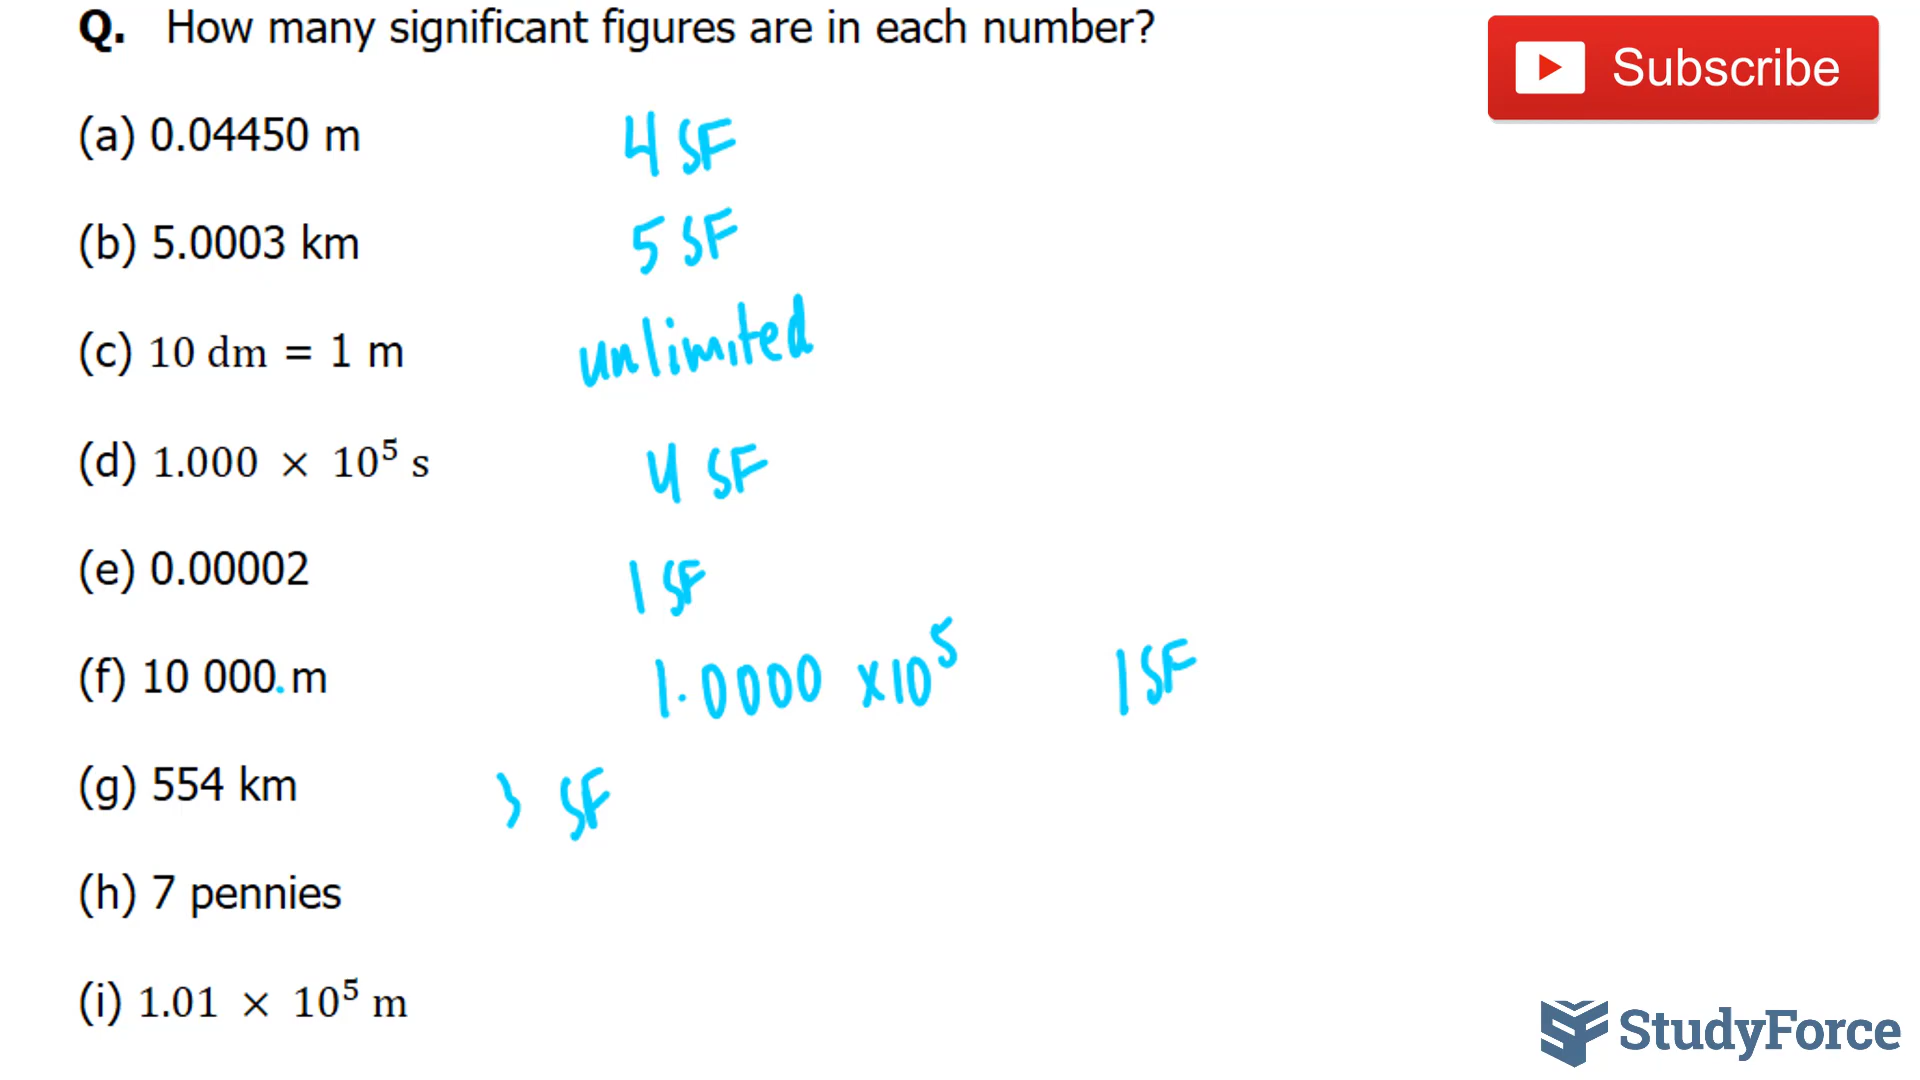 Q. How many significant figures are in each number?
Subscribe
(a) 0.04450 m 4 SF
(b) 5.0003 km 5 SF
(c) 10 dm = 1 m unlimited
(d) 1.000 × 10⁵ s 4 SF
(e) 0.00002 1 SF
(f) 10 000. m 1.0000 x10⁵ 1 SF
(g) 554 km 3 SF
(h) 7 pennies
(i) 1.01 × 10⁵ m
StudyForce